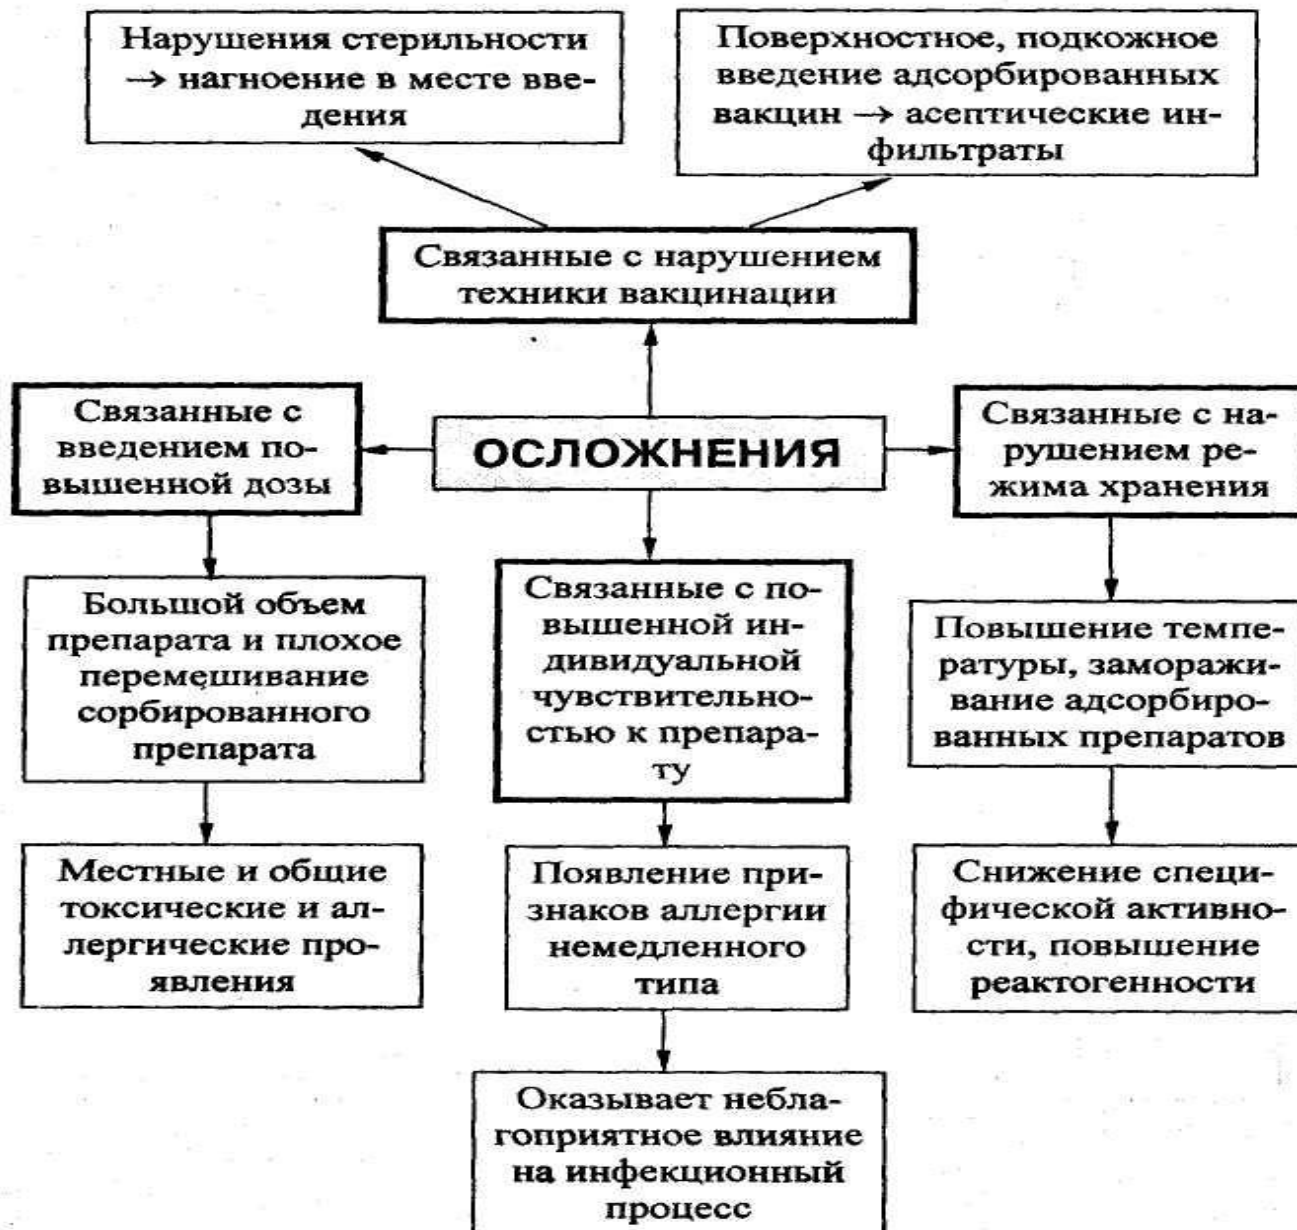 Нарушения стерильности
→ нагноение в месте вве-
дения
Поверхностное, подкожное
введение адсорбированных
вакцин → асептические ин-
фильтраты
Связанные с нарушением
техники вакцинации
Связанные с
введением по-
вышенной дозы
ОСЛОЖНЕНИЯ
Связанные с на-
рушением ре-
жима хранения
Большой объем
препарата и плохое
перемешивание
сорбированного
препарата
Связанные с по-
вышенной ин-
дивидуальной
чувствительно-
стью к препара-
ту
Повышение темпе-
ратуры, заморажи-
вание адсорбиро-
ванных препаратов
Местные и общие
токсические и ал-
лергические про-
явления
Появление при-
знаков аллергии
немедленного
типа
Снижение специ-
фической активно-
сти, повышение
реактогенности
Оказывает небла-
гоприятное влияние
на инфекционный
процесс